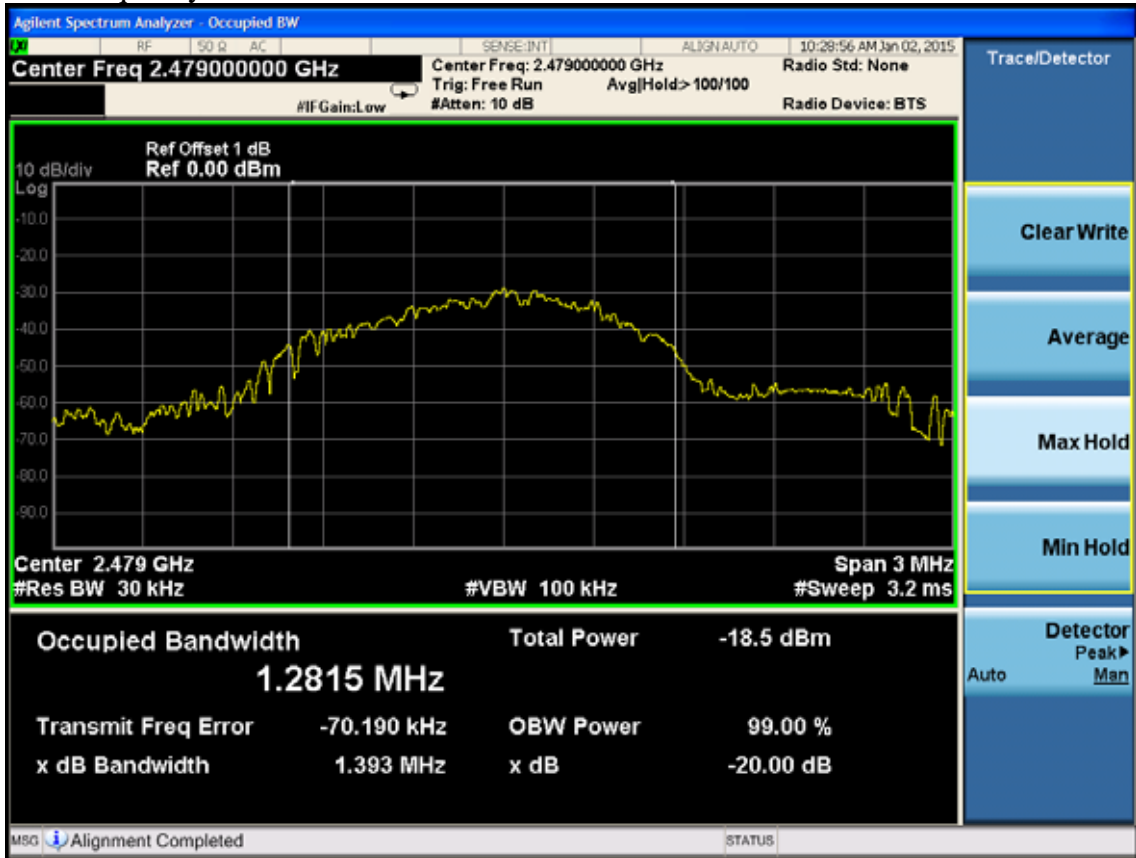 Agilent Spectrum Analyzer - Occupied BW
RF 50 Ω AC SENSE:INT ALIGN AUTO 10:28:56 AM Jan 02, 2015
Center Freq 2.479000000 GHz
Center Freq: 2.479000000 GHz Radio Std: None
Trig: Free Run Avg|Hold:> 100/100
#IFGain:Low #Atten: 10 dB Radio Device: BTS
Trace/Detector
Ref Offset 1 dB
10 dB/div Ref 0.00 dBm
Log
-10.0
-20.0
-30.0
-40.0
-50.0
-60.0
-70.0
-80.0
-90.0
Center 2.479 GHz Span 3 MHz
#Res BW 30 kHz #VBW 100 kHz #Sweep 3.2 ms
Occupied Bandwidth Total Power -18.5 dBm
1.2815 MHz
Transmit Freq Error -70.190 kHz OBW Power 99.00 %
x dB Bandwidth 1.393 MHz x dB -20.00 dB
Clear Write
Average
Max Hold
Min Hold
Detector
Peak▶
Auto Man
MSG Alignment Completed STATUS